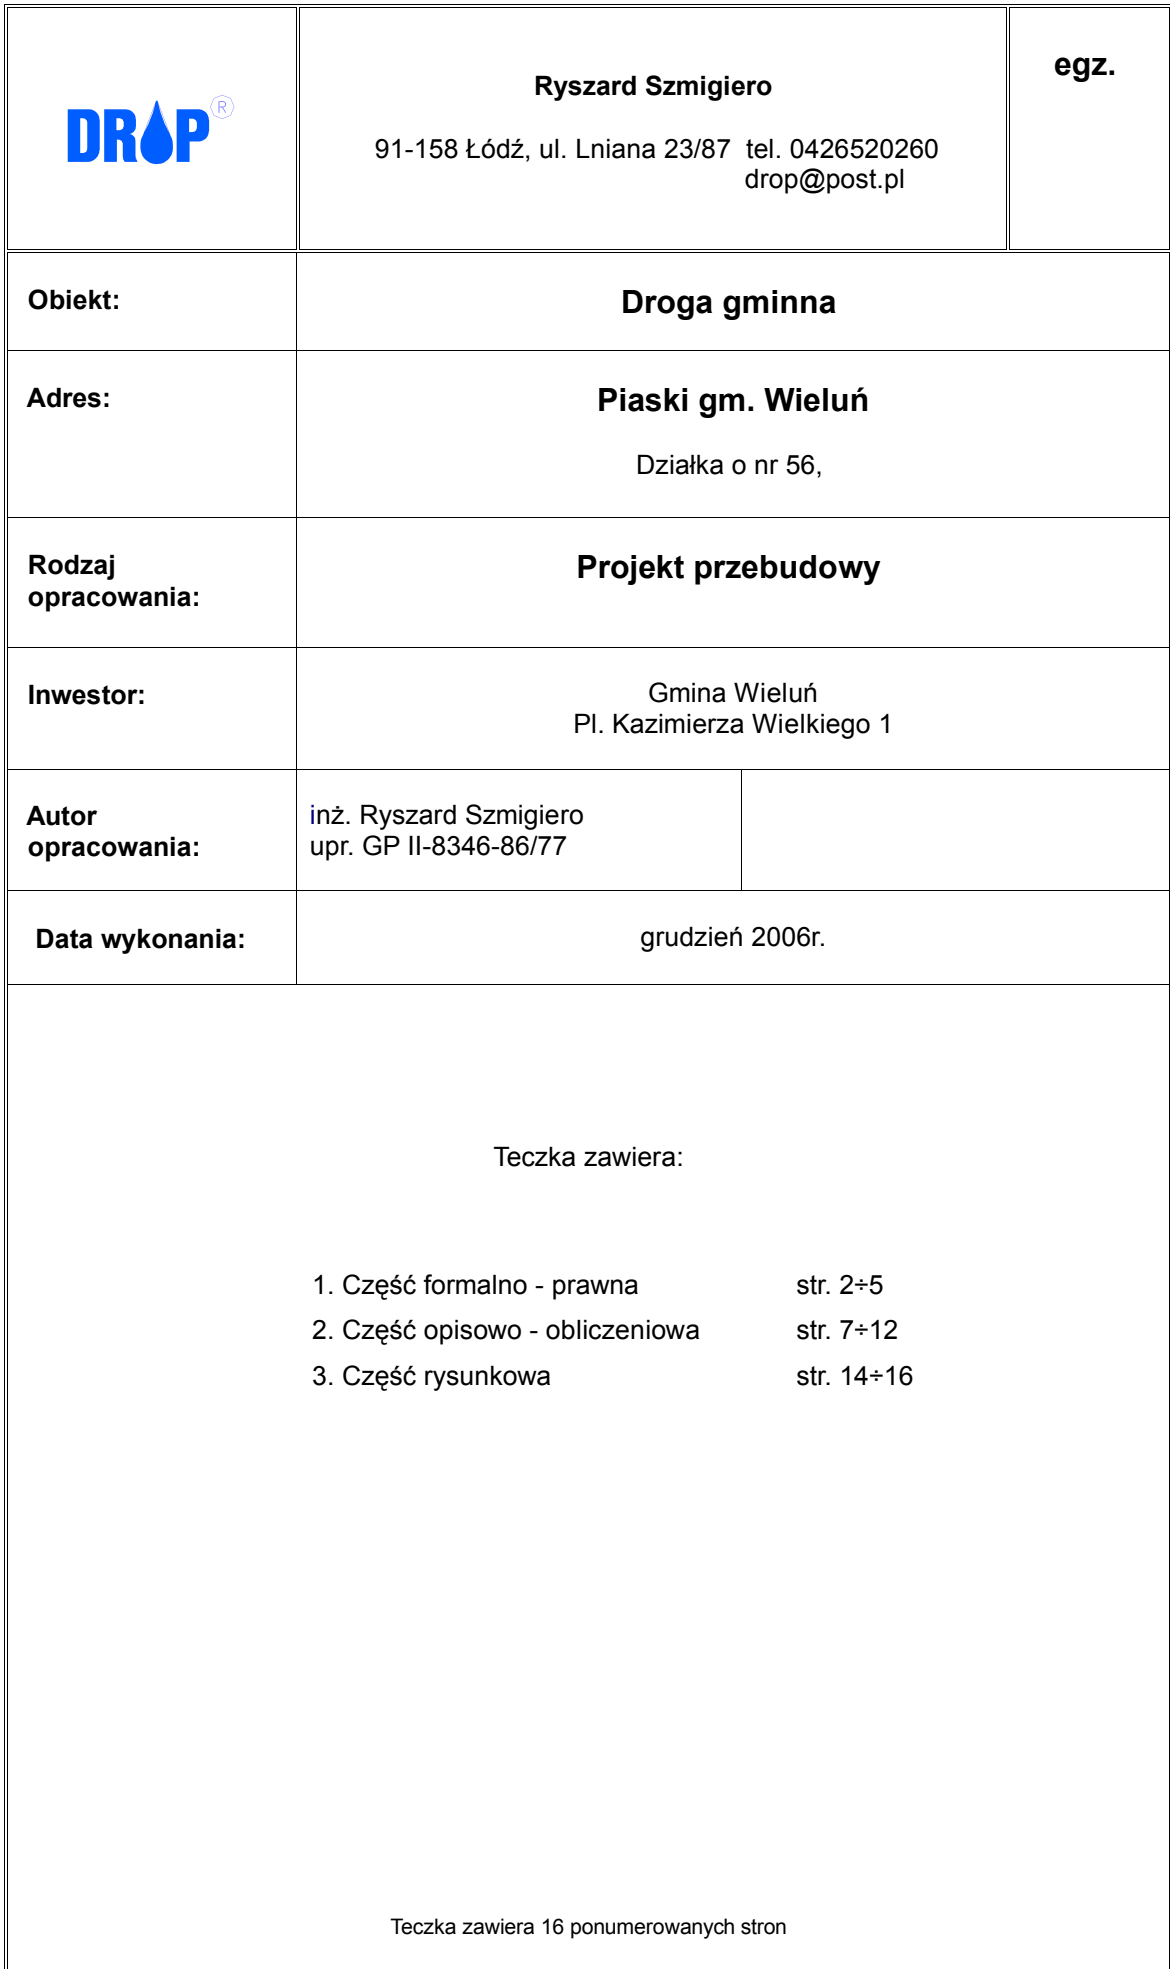 DROP®
Ryszard Szmigiero
91-158 Łódź, ul. Lniana 23/87 tel. 0426520260
drop@post.pl
egz.
Obiekt:
Droga gminna
Adres:
Piaski gm. Wieluń
Działka o nr 56,
Rodzaj
opracowania:
Projekt przebudowy
Inwestor:
Gmina Wieluń
Pl. Kazimierza Wielkiego 1
Autor
opracowania:
inż. Ryszard Szmigiero
upr. GP II-8346-86/77
Data wykonania:
grudzień 2006r.
Teczka zawiera:
1. Część formalno - prawna str. 2÷5
2. Część opisowo - obliczeniowa str. 7÷12
3. Część rysunkowa str. 14÷16
Teczka zawiera 16 ponumerowanych stron